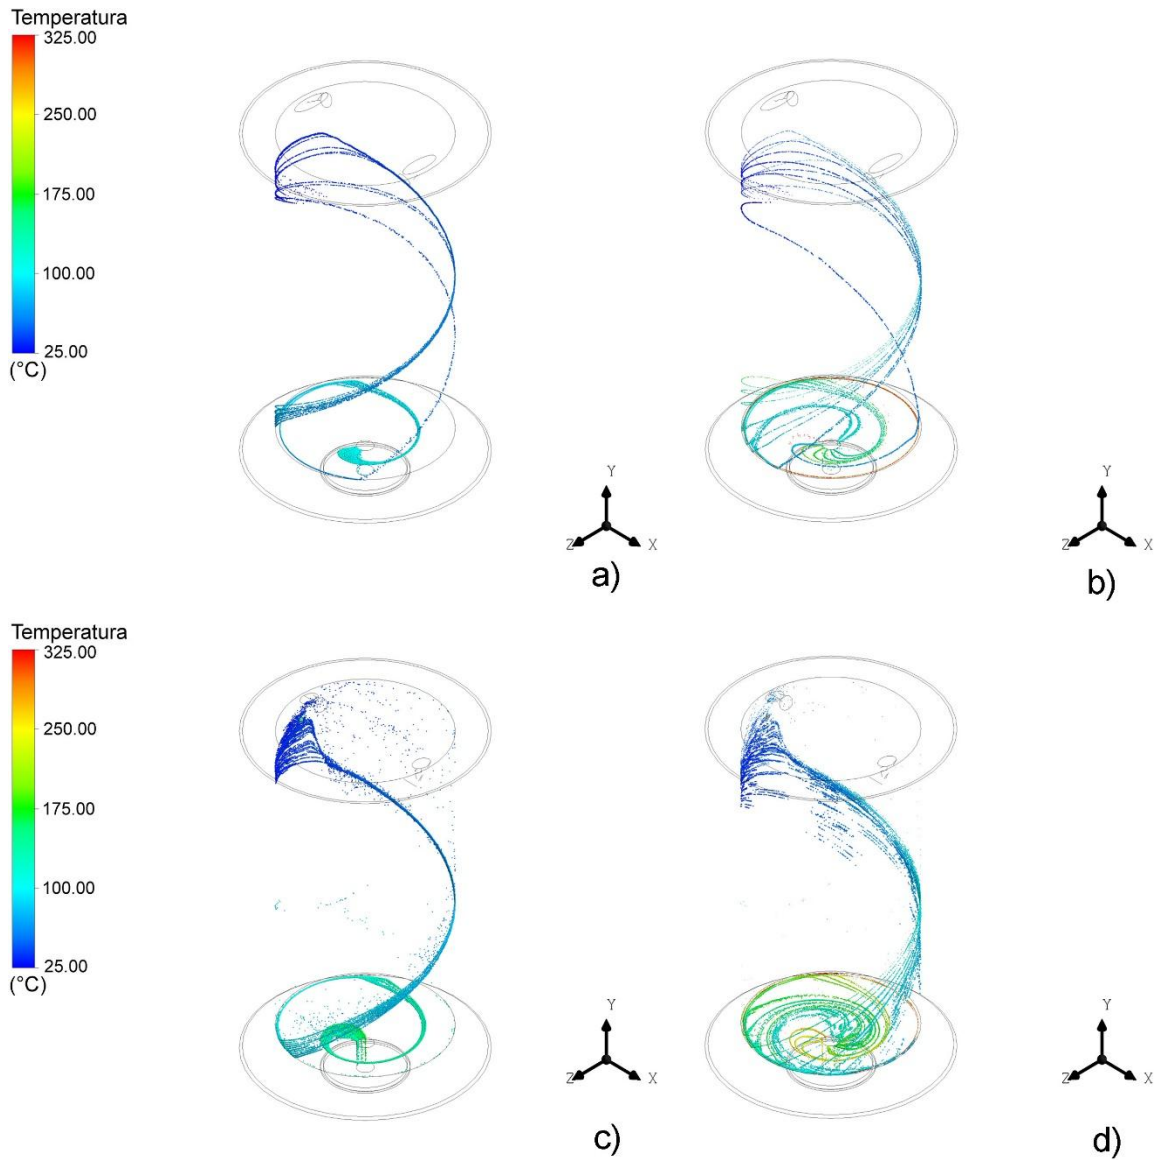 Temperatura
325.00
250.00
175.00
100.00
25.00
(°C)
Y
Z X
a)
Y
Z X
b)
Temperatura
325.00
250.00
175.00
100.00
25.00
(°C)
Y
Z X
c)
Y
Z X
d)